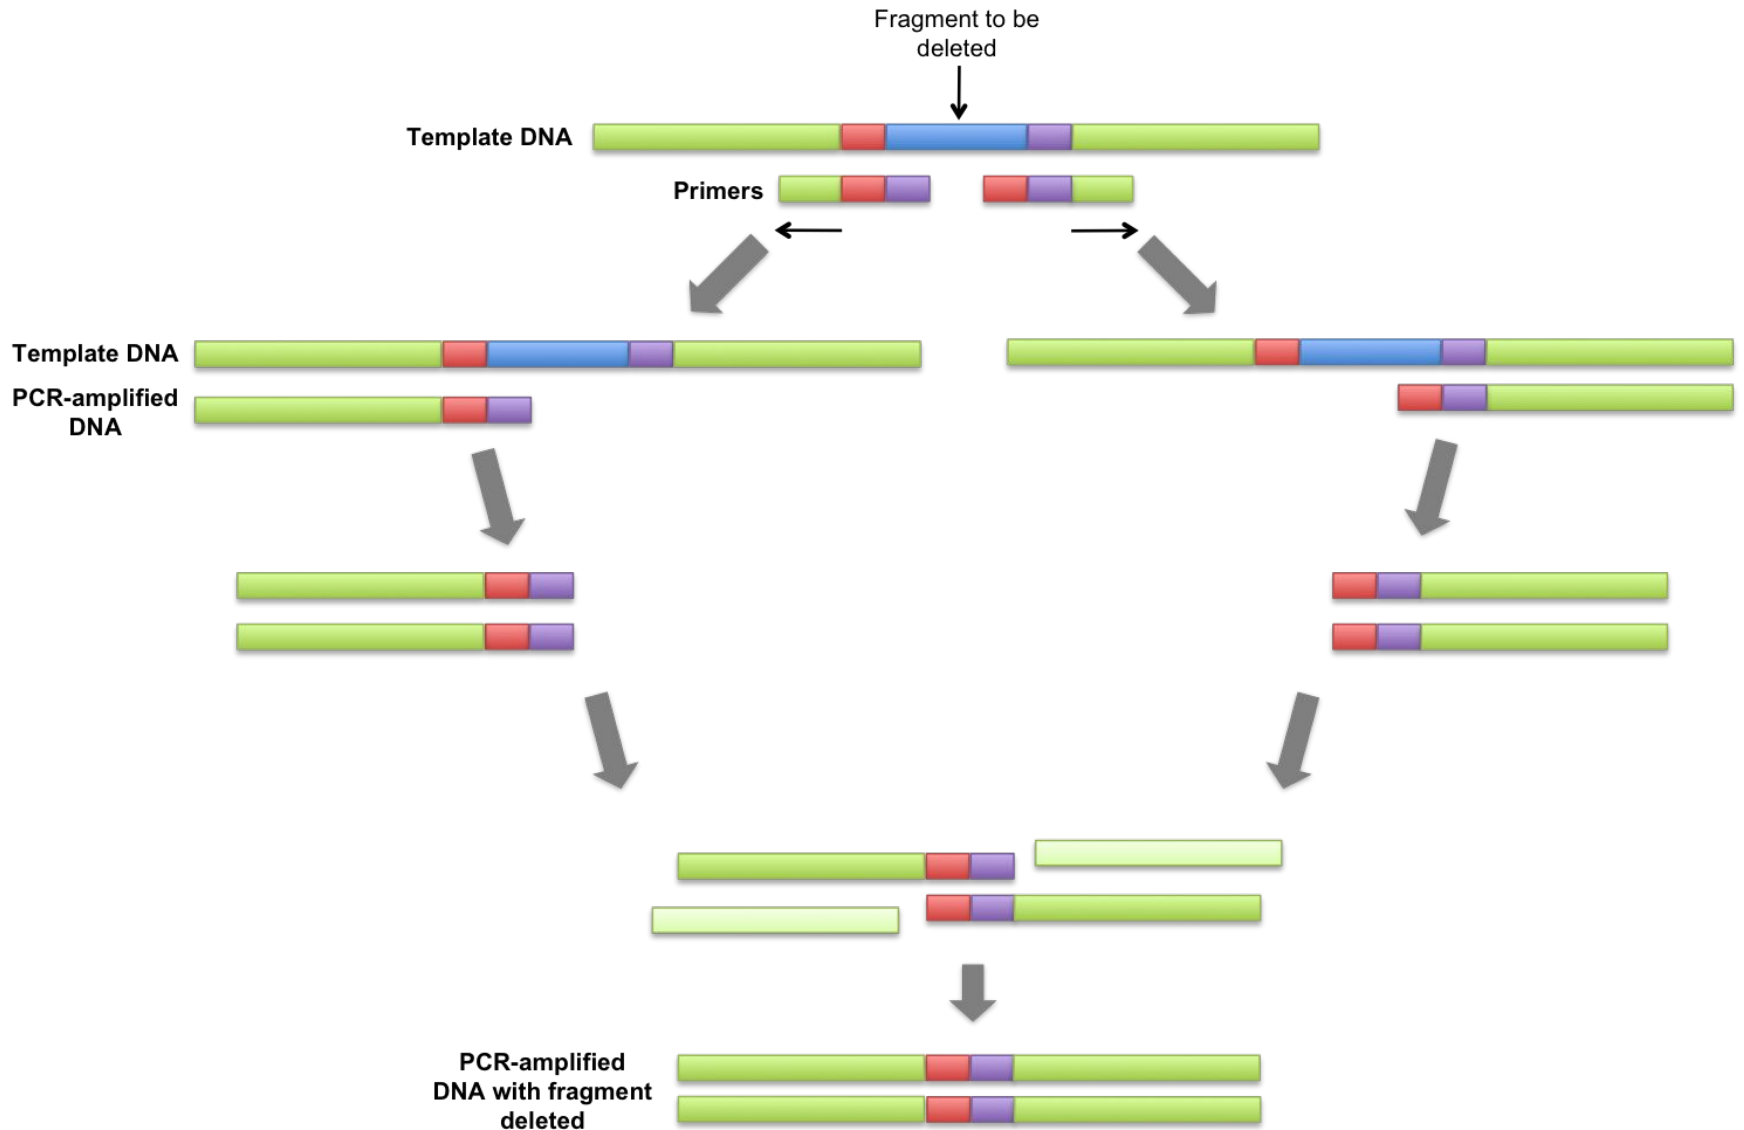 Fragment to be
deleted
Template DNA
Primers
Template DNA
PCR-amplified
DNA
PCR-amplified
DNA with fragment
deleted